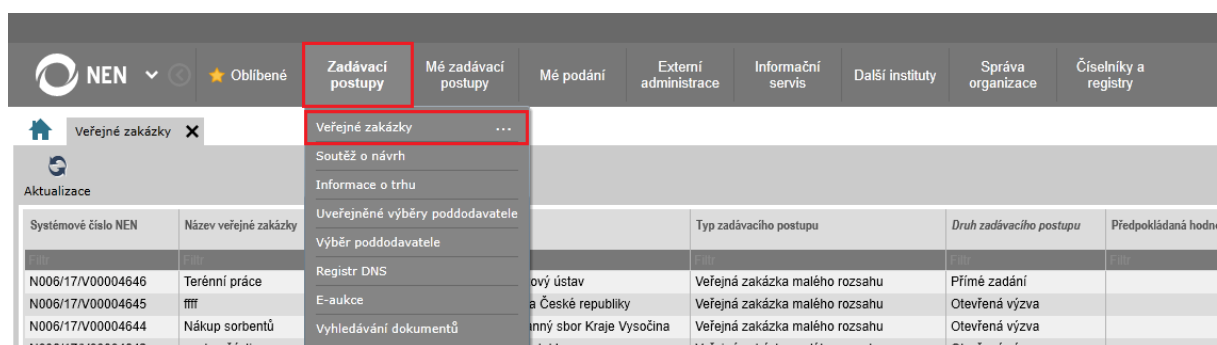 NEN
Oblíbené
Zadávací postupy
Mé zadávací postupy
Mé podání
Externí administrace
Informační servis
Další instituty
Správa organizace
Číselníky a registry
Veřejné zakázky
Veřejné zakázky ...
Soutěž o návrh
Informace o trhu
Uveřejněné výběry poddodavatele
Výběr poddodavatele
Registr DNS
E-aukce
Vyhledávání dokumentů
Aktualizace
Systémové číslo NEN Název veřejné zakázky Typ zadávacího postupu Druh zadávacího postupu Předpokládaná hodno
Filtr Filtr Filtr Filtr Filtr
N006/17/V00004646 Terénní práce ový ústav Veřejná zakázka malého rozsahu Přímé zadání
N006/17/V00004645 ffff a České republiky Veřejná zakázka malého rozsahu Otevřená výzva
N006/17/V00004644 Nákup sorbentů nný sbor Kraje Vysočina Veřejná zakázka malého rozsahu Otevřená výzva